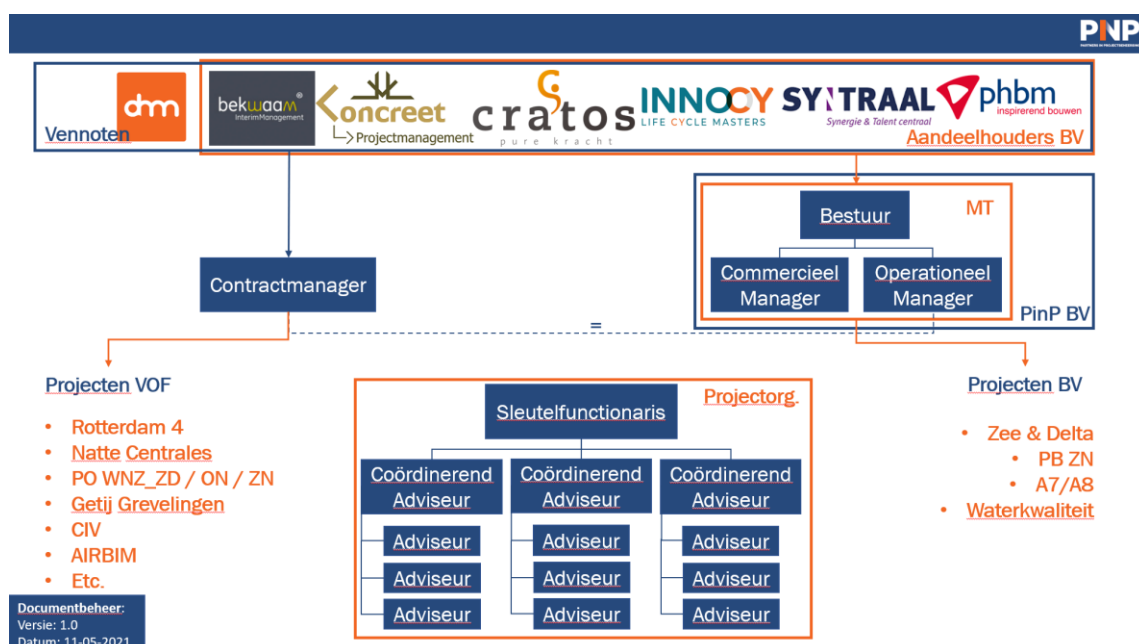 PNP
PARTNERS IN PROJECTBEHEERSING
dhm
bekwaam®
InterimManagement
Koncreet
Projectmanagement
cratos
pure kracht
INNOCY
LIFE CYCLE MASTERS
SYNTRAAL
Synergie & Talent centraal
phbm
inspirerend bouwen
Vennoten
Aandeelhouders BV
MT
Bestuur
Contractmanager
Commercieel
Manager
Operationeel
Manager
PinP BV
=
Projecten VOF
• Rotterdam 4
• Natte Centrales
• PO WNZ_ZD / ON / ZN
• Getij Grevelingen
• CIV
• AIRBIM
• Etc.
Projectorg.
Sleutelfunctionaris
Coördinerend
Adviseur
Coördinerend
Adviseur
Coördinerend
Adviseur
Adviseur
Adviseur
Adviseur
Adviseur
Adviseur
Adviseur
Adviseur
Adviseur
Adviseur
Projecten BV
• Zee & Delta
• PB ZN
• A7/A8
• Waterkwaliteit
Documentbeheer:
Versie: 1.0
Datum: 11-05-2021